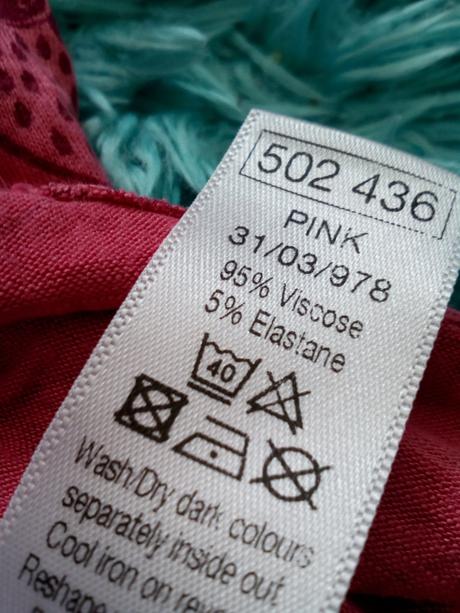 502 436
PINK
31/03/978
95% Viscose
5% Elastane
40
Wash/Dry dark colours
separately inside out
Cool iron on
Reshape